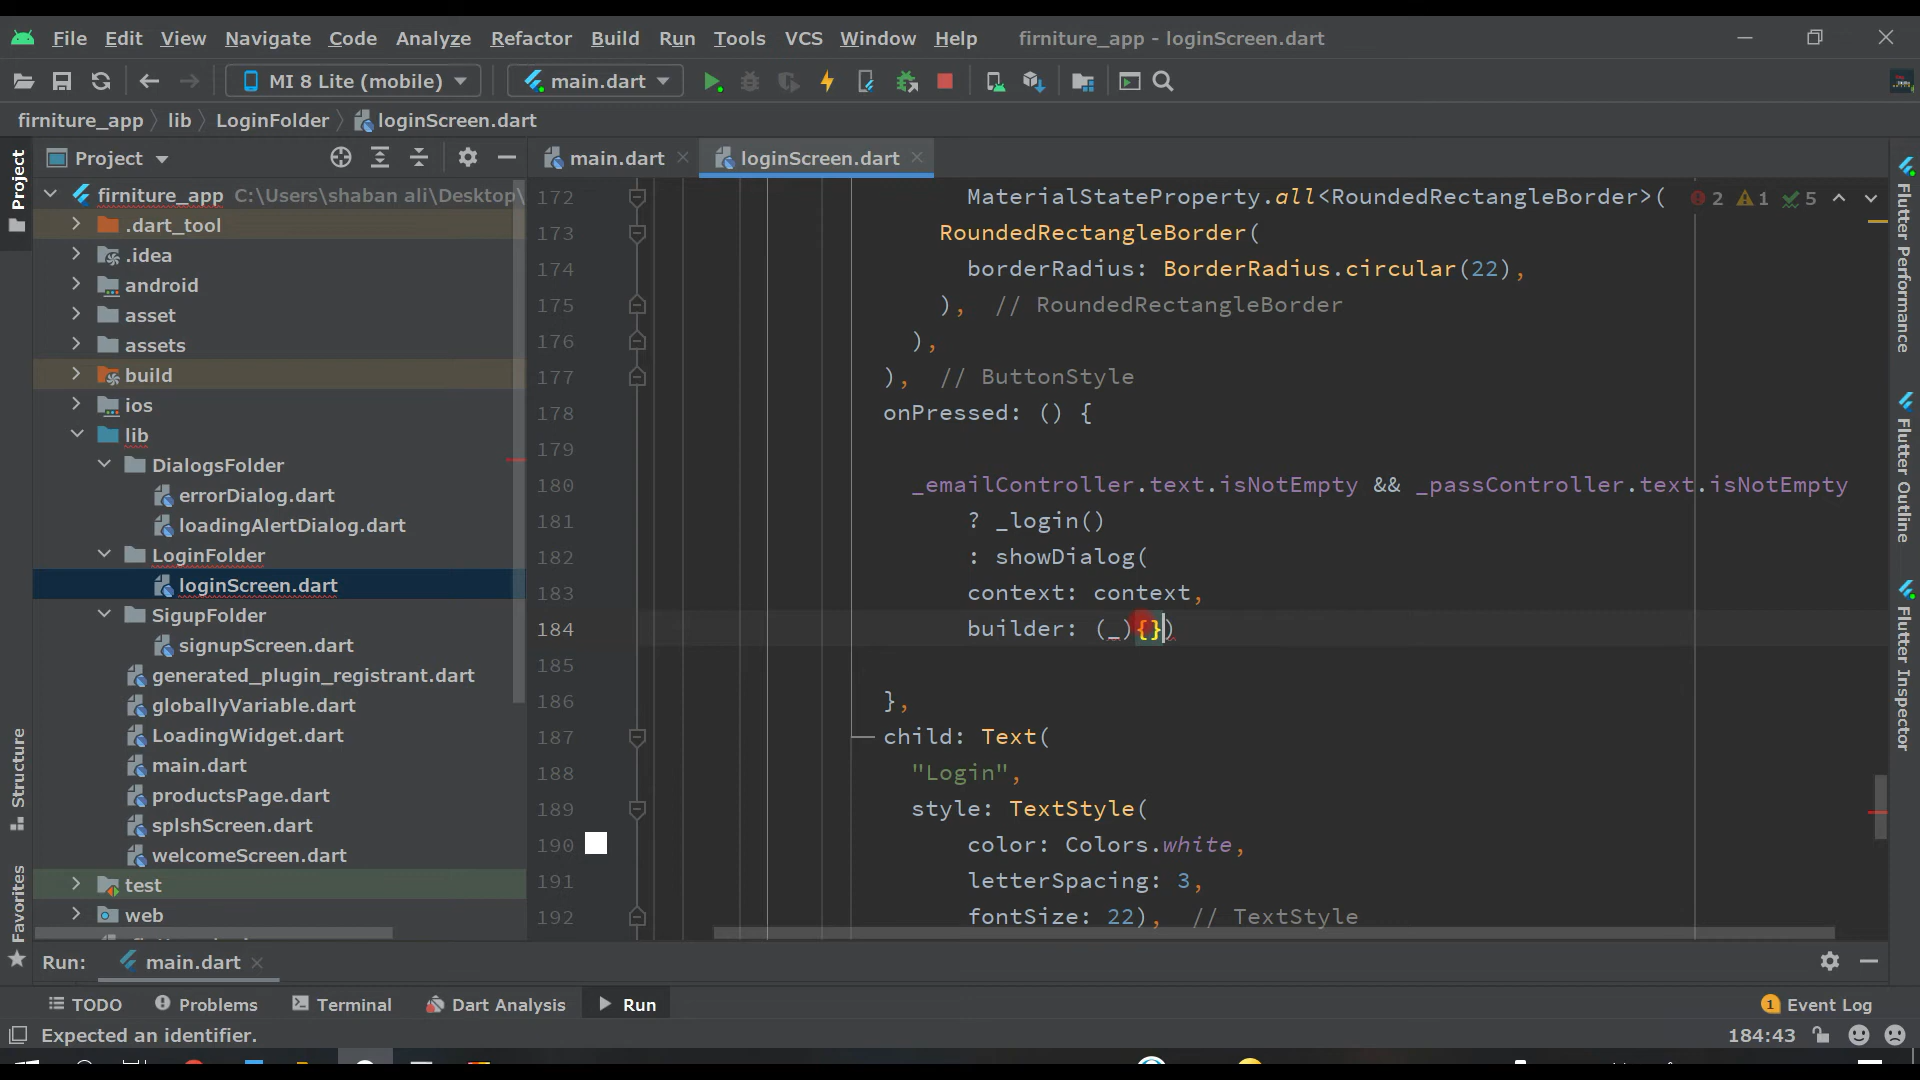 File Edit View Navigate Code Analyze Refactor Build Run Tools VCS Window Help firniture_app - loginScreen.dart
MI 8 Lite (mobile) main.dart
firniture_app lib LoginFolder loginScreen.dart
Project
main.dart
loginScreen.dart
firniture_app C:\Users\shaban ali\Desktop\
.dart_tool
.idea
android
asset
assets
build
ios
lib
DialogsFolder
errorDialog.dart
loadingAlertDialog.dart
LoginFolder
loginScreen.dart
SigupFolder
signupScreen.dart
generated_plugin_registrant.dart
globallyVariable.dart
LoadingWidget.dart
main.dart
productsPage.dart
splshScreen.dart
welcomeScreen.dart
test
web
172 MaterialStateProperty.all<RoundedRectangleBorder>(
173 RoundedRectangleBorder(
174 borderRadius: BorderRadius.circular(22),
175 ), // RoundedRectangleBorder
176 ),
177 ), // ButtonStyle
178 onPressed: () {
179
180 _emailController.text.isNotEmpty && _passController.text.isNotEmpty
181 ? _login()
182 : showDialog(
183 context: context,
184 builder: (_){})
185
186 },
187 child: Text(
188 "Login",
189 style: TextStyle(
190 color: Colors.white,
191 letterSpacing: 3,
192 fontSize: 22), // TextStyle
2 1 5
Project
Structure
Favorites
Flutter Performance
Flutter Outline
Flutter Inspector
Run: main.dart
TODO Problems Terminal Dart Analysis Run 1 Event Log
Expected an identifier. 184:43